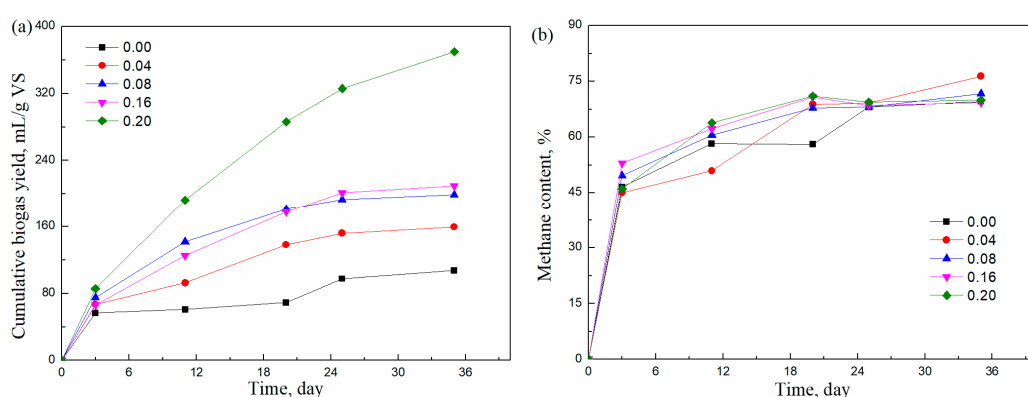 (a)
Cumulative biogas yield, mL/g VS
400
320
240
160
80
0
0.00
0.04
0.08
0.16
0.20
0 6 12 18 24 30 36
Time, day
(b)
Methane content, %
90
75
60
45
30
15
0
0.00
0.04
0.08
0.16
0.20
0 6 12 18 24 30 36
Time, day